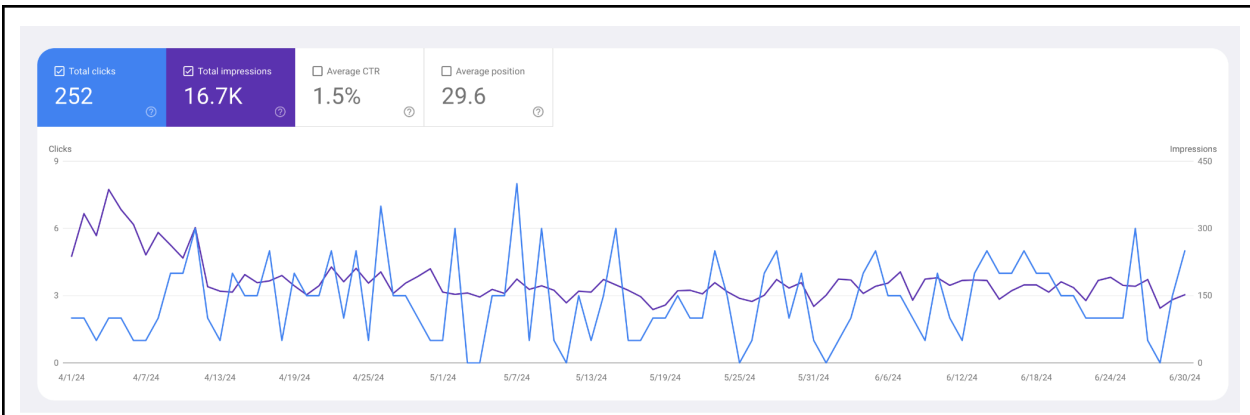 Total clicks
252
Total impressions
16.7K
Average CTR
1.5%
Average position
29.6
Clicks
Impressions
9
450
6
300
3
150
0
0
4/1/24 4/7/24 4/13/24 4/19/24 4/25/24 5/1/24 5/7/24 5/13/24 5/19/24 5/25/24 5/31/24 6/6/24 6/12/24 6/18/24 6/24/24 6/30/24